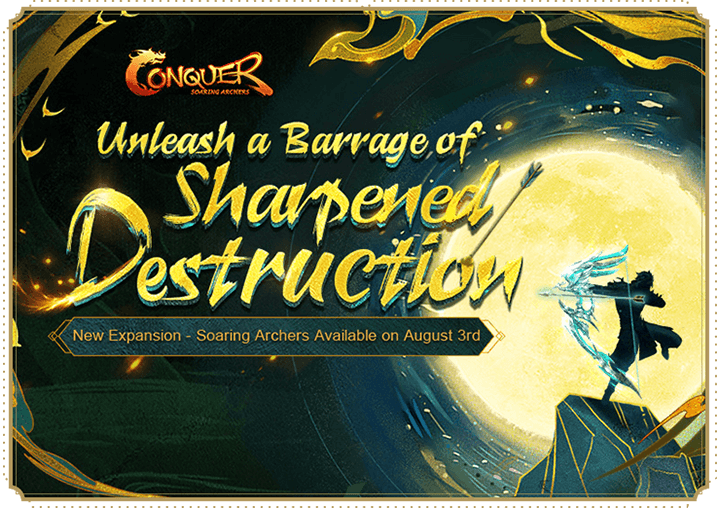 CONQUER
SOARING ARCHERS
Unleash a Barrage of
Sharpened
Destruction
New Expansion - Soaring Archers Available on August 3rd